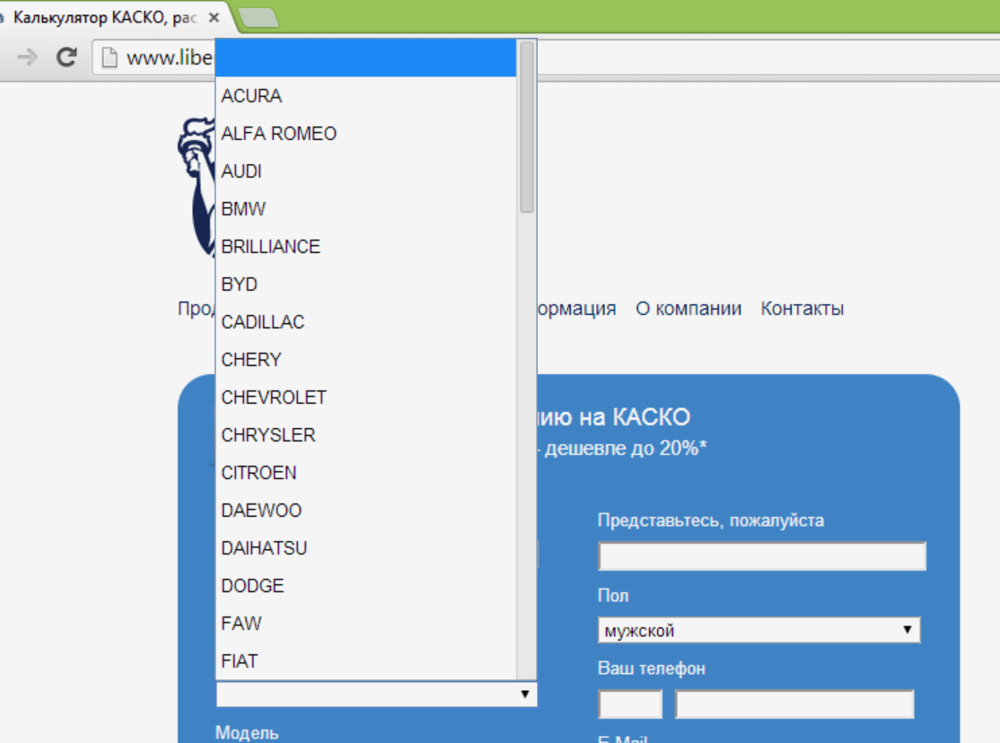 Калькулятор КАСКО, рас
www.libe
ACURA
ALFA ROMEO
AUDI
BMW
BRILLIANCE
BYD
CADILLAC
CHERY
CHEVROLET
CHRYSLER
CITROEN
DAEWOO
DAIHATSU
DODGE
FAW
FIAT
Прод
ормация О компании Контакты
ию на КАСКО
- дешевле до 20%*
Представьтесь, пожалуйста
Пол
мужской
Ваш телефон
Модель
E-Mail